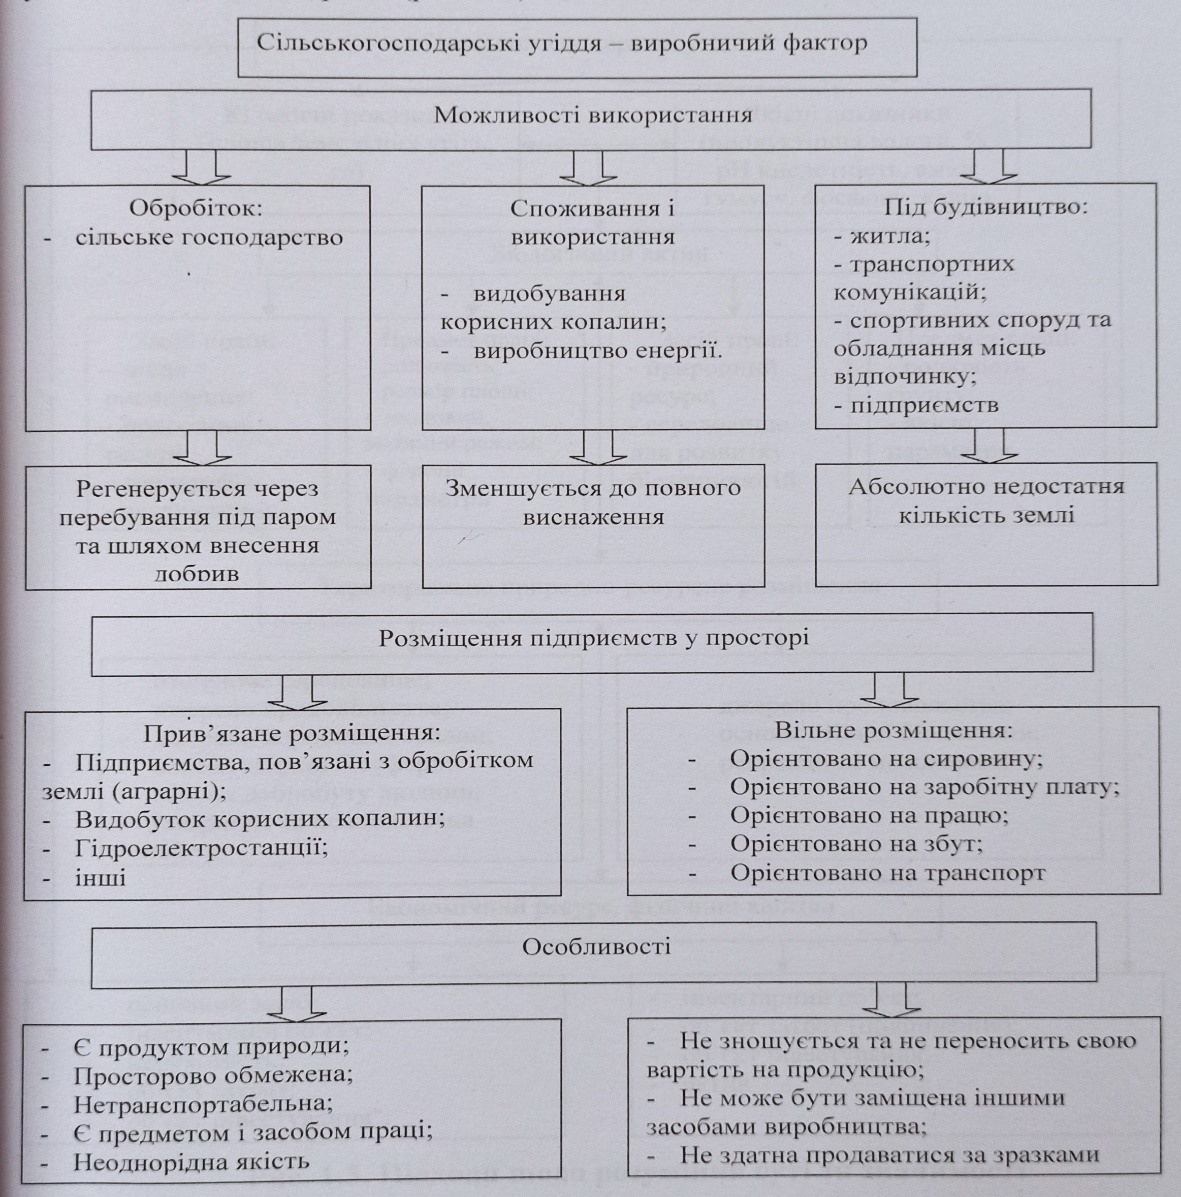 Сільськогосподарські угіддя – виробничий фактор
Можливості використання
Обробіток:
- сільське господарство
Споживання і
використання
- видобування
корисних копалин;
- виробництво енергії.
Під будівництво:
- житла;
- транспортних
комунікацій;
- спортивних споруд та
обладнання місць
відпочинку;
- підприємств
Регенерується через
перебування під паром
та шляхом внесення
добрив
Зменшується до повного
виснаження
Абсолютно недостатня
кількість землі
Розміщення підприємств у просторі
Прив’язане розміщення:
- Підприємства, пов’язані з обробітком
землі (аграрні);
- Видобуток корисних копалин;
- Гідроелектростанції;
- інші
Вільне розміщення:
- Орієнтовано на сировину;
- Орієнтовано на заробітну плату;
- Орієнтовано на працю;
- Орієнтовано на збут;
- Орієнтовано на транспорт
Особливості
- Є продуктом природи;
- Просторово обмежена;
- Нетранспортабельна;
- Є предметом і засобом праці;
- Неоднорідна якість
- Не зношується та не переносить свою
вартість на продукцію;
- Не може бути заміщена іншими
засобами виробництва;
- Не здатна продаватися за зразками